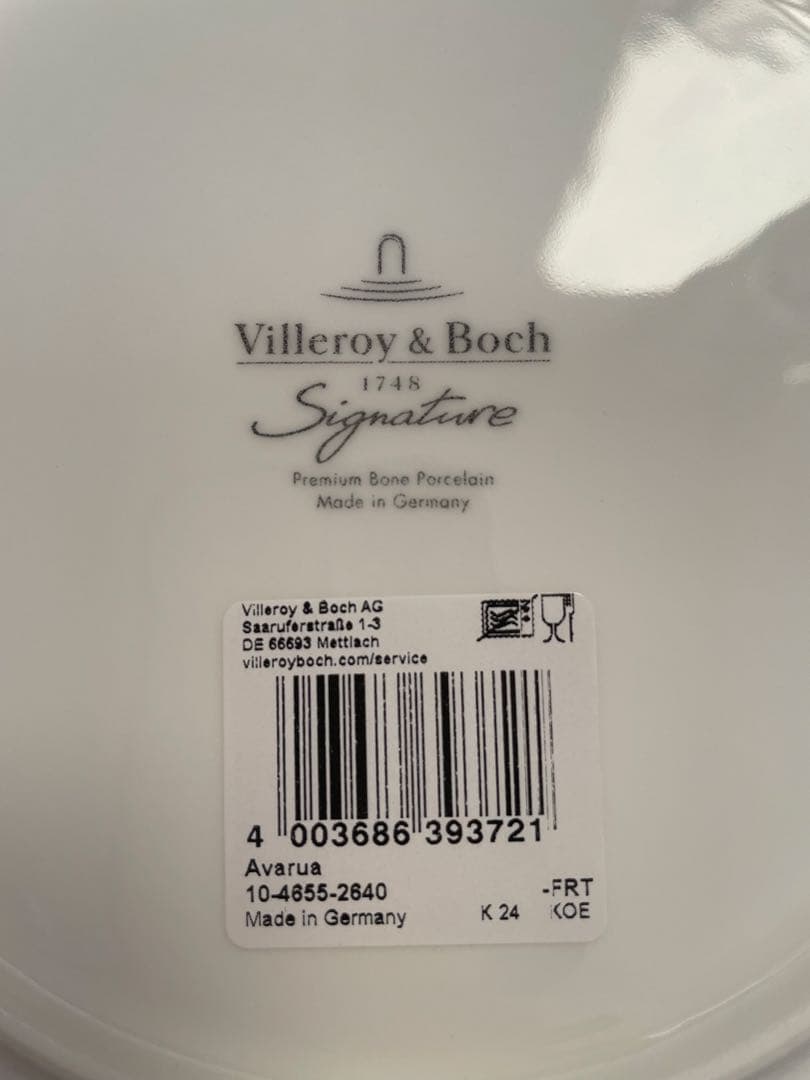 Villeroy & Boch
1748
Signature
Premium Bone Porcelain
Made in Germany
Villeroy & Boch AG
Saaruferstraße 1-3
DE 66693 Mettlach
villeroyboch.com/service
4 003686 393721
Avarua
10-4655-2640 -FRT
Made in Germany K 24 KOE